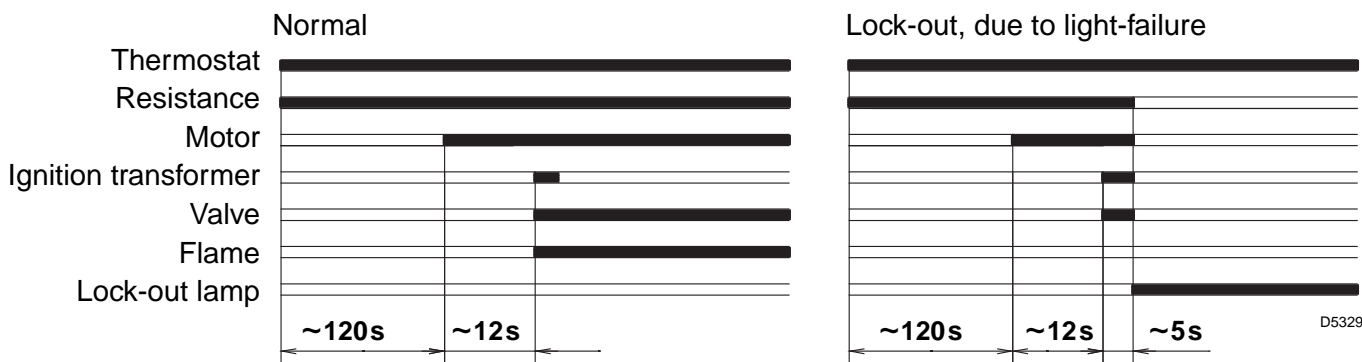 Normal
Lock-out, due to light-failure
Thermostat
Resistance
Motor
Ignition transformer
Valve
Flame
Lock-out lamp
~120s ~12s
~120s ~12s ~5s
D5329